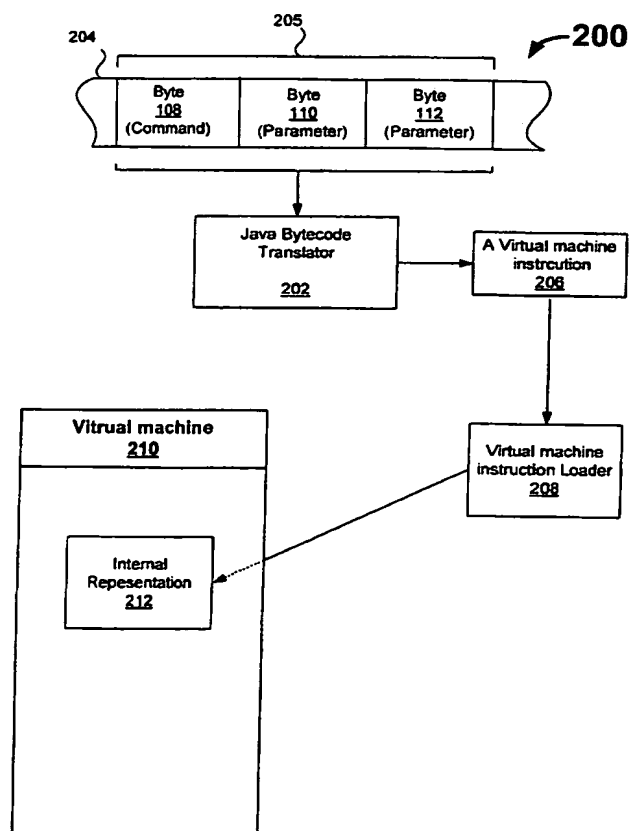 205
204
200
Byte
108
(Command)
Byte
110
(Parameter)
Byte
112
(Parameter)
Java Bytecode
Translator
202
A Virtual machine
instrcution
206
Vitrual machine
210
Virtual machine
instruction Loader
208
Internal
Repesentation
212